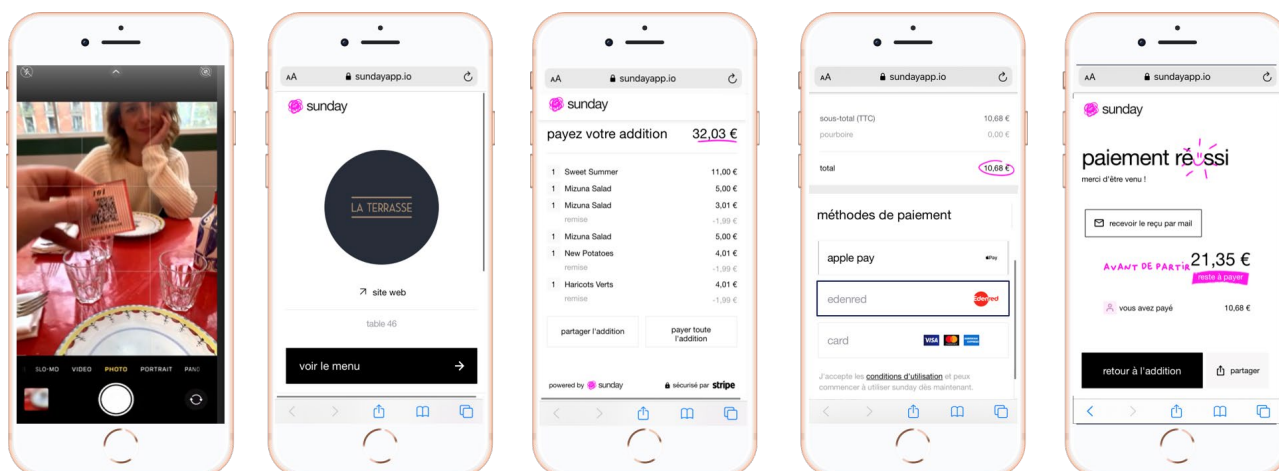 SLO-MO VIDEO PHOTO PORTRAIT PANO
AA sundayapp.io
sunday
LA TERRASSE
site web
table 46
voir le menu
AA sundayapp.io
sunday
payez votre addition 32,03 €
1 Sweet Summer 11,00 €
1 Mizuna Salad 5,00 €
1 Mizuna Salad 3,01 €
remise -1,99 €
1 Mizuna Salad 5,00 €
1 New Potatoes 4,01 €
remise -1,99 €
1 Haricots Verts 4,01 €
remise -1,99 €
partager l'addition
payer toute
l'addition
powered by sunday sécurisé par stripe
AA sundayapp.io
sous-total (TTC) 10,68 €
pourboire 0,00 €
total 10,68 €
méthodes de paiement
apple pay Pay
edenred Edenred
card VISA
J'accepte les conditions d'utilisation et peux
commencer à utiliser sunday dès maintenant.
AA sundayapp.io
sunday
paiement réussi
merci d'être venu !
recevoir le reçu par mail
AVANT DE PARTIR 21,35 €
reste à payer
vous avez payé 10,68 €
retour à l'addition
partager